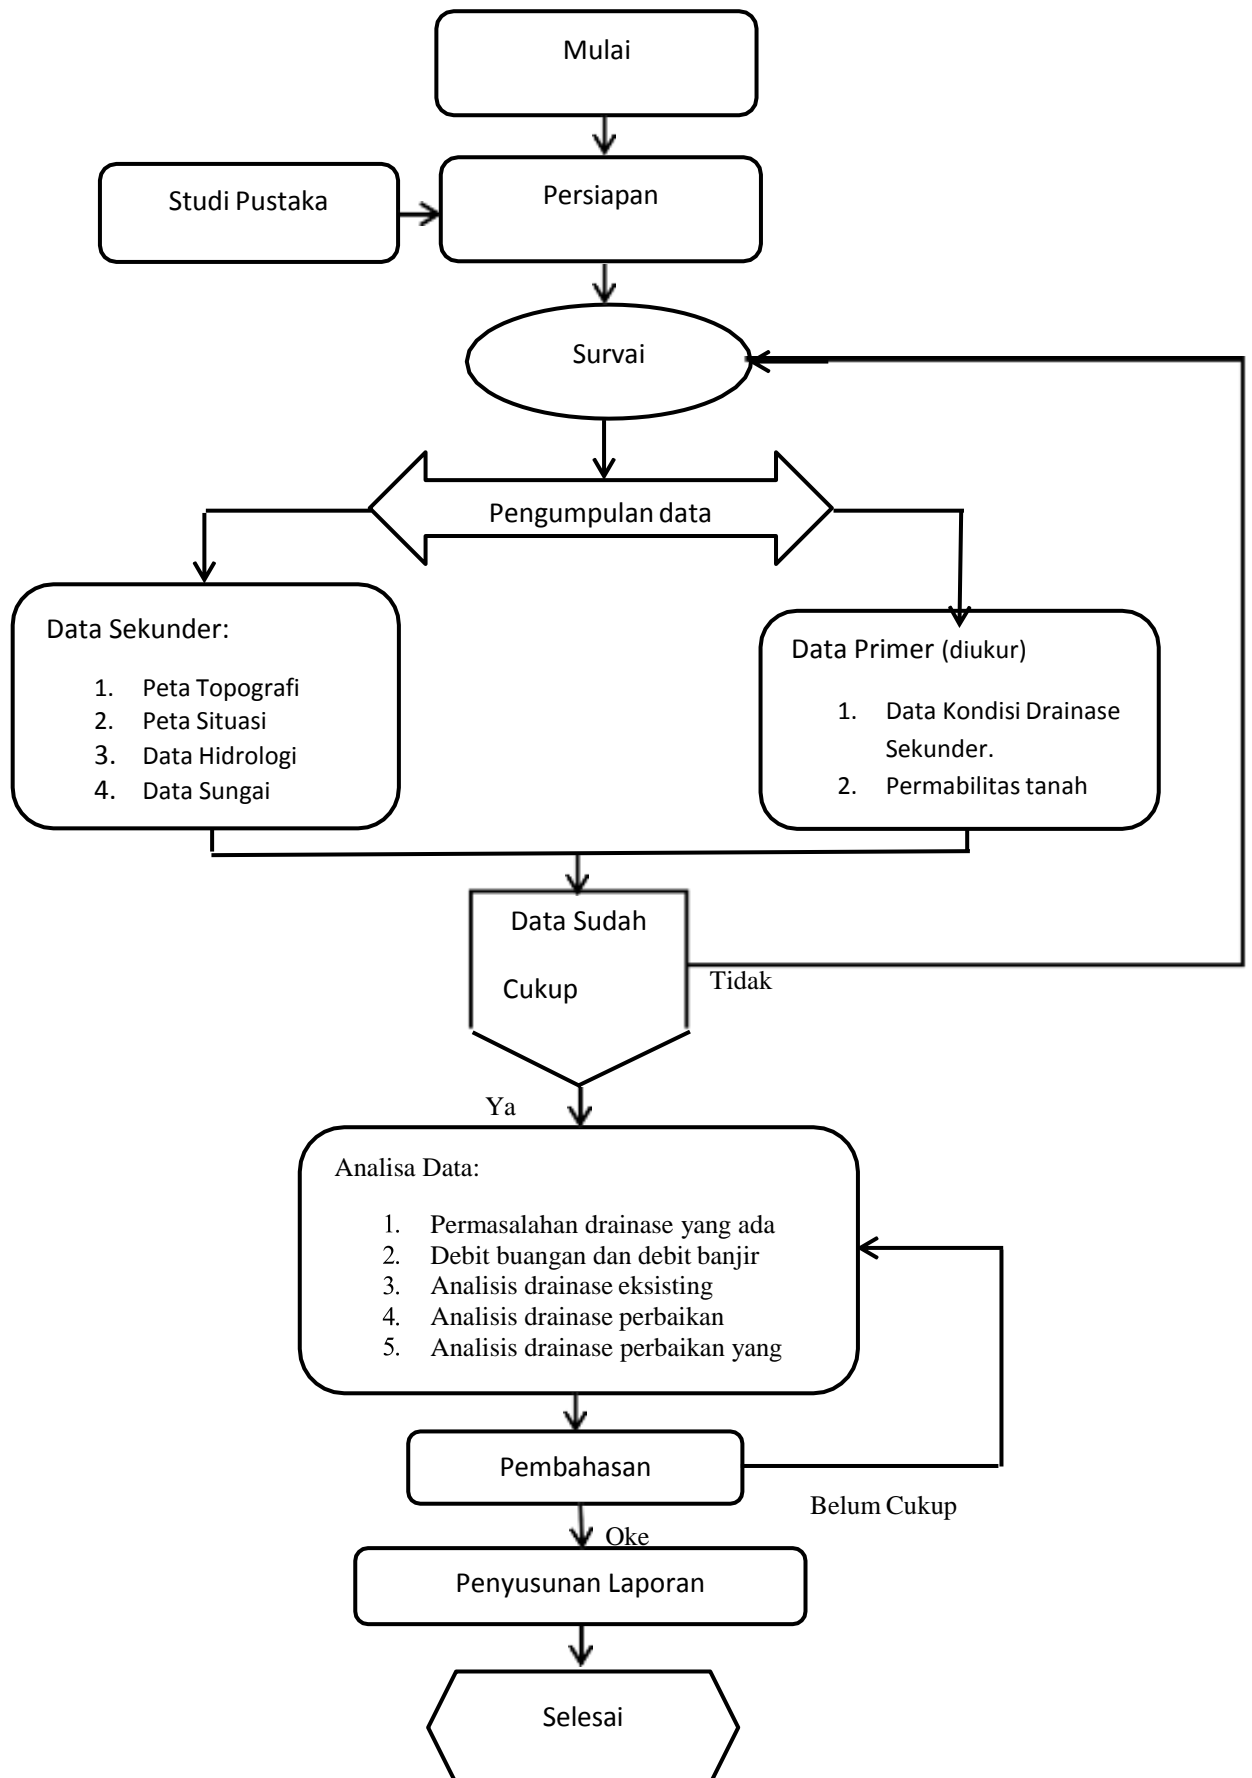 Mulai
Studi Pustaka
Persiapan
Survai
Pengumpulan data
Data Sekunder:
1. Peta Topografi
2. Peta Situasi
3. Data Hidrologi
4. Data Sungai
Data Primer (diukur)
1. Data Kondisi Drainase
Sekunder.
2. Permabilitas tanah
Data Sudah
Cukup
Tidak
Ya
Analisa Data:
1. Permasalahan drainase yang ada
2. Debit buangan dan debit banjir
3. Analisis drainase eksisting
4. Analisis drainase perbaikan
5. Analisis drainase perbaikan yang
Pembahasan
Belum Cukup
Oke
Penyusunan Laporan
Selesai